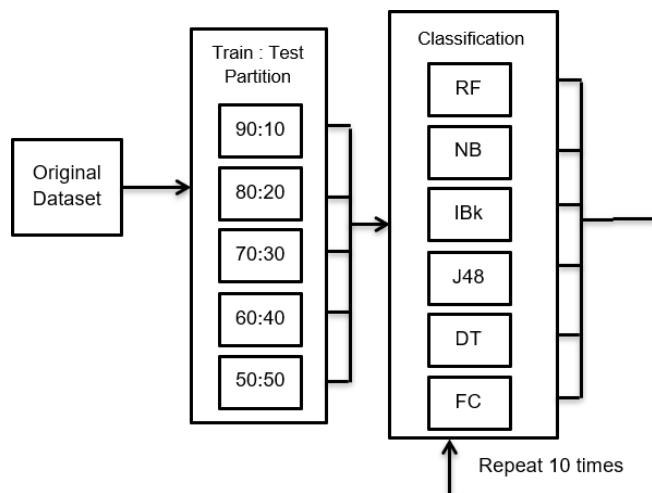 Original
Dataset
Train : Test
Partition
90:10
80:20
70:30
60:40
50:50
Classification
RF
NB
IBk
J48
DT
FC
Repeat 10 times